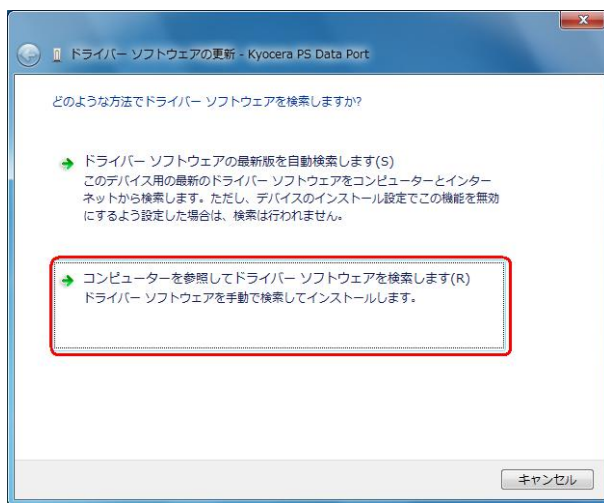 ドライバー ソフトウェアの更新 - Kyocera PS Data Port
どのような方法でドライバー ソフトウェアを検索しますか?
ドライバー ソフトウェアの最新版を自動検索します(S)
このデバイス用の最新のドライバー ソフトウェアをコンピューターとインター
ネットから検索します。ただし、デバイスのインストール設定でこの機能を無効
にするよう設定した場合は、検索は行われません。
コンピューターを参照してドライバー ソフトウェアを検索します(R)
ドライバー ソフトウェアを手動で検索してインストールします。
キャンセル